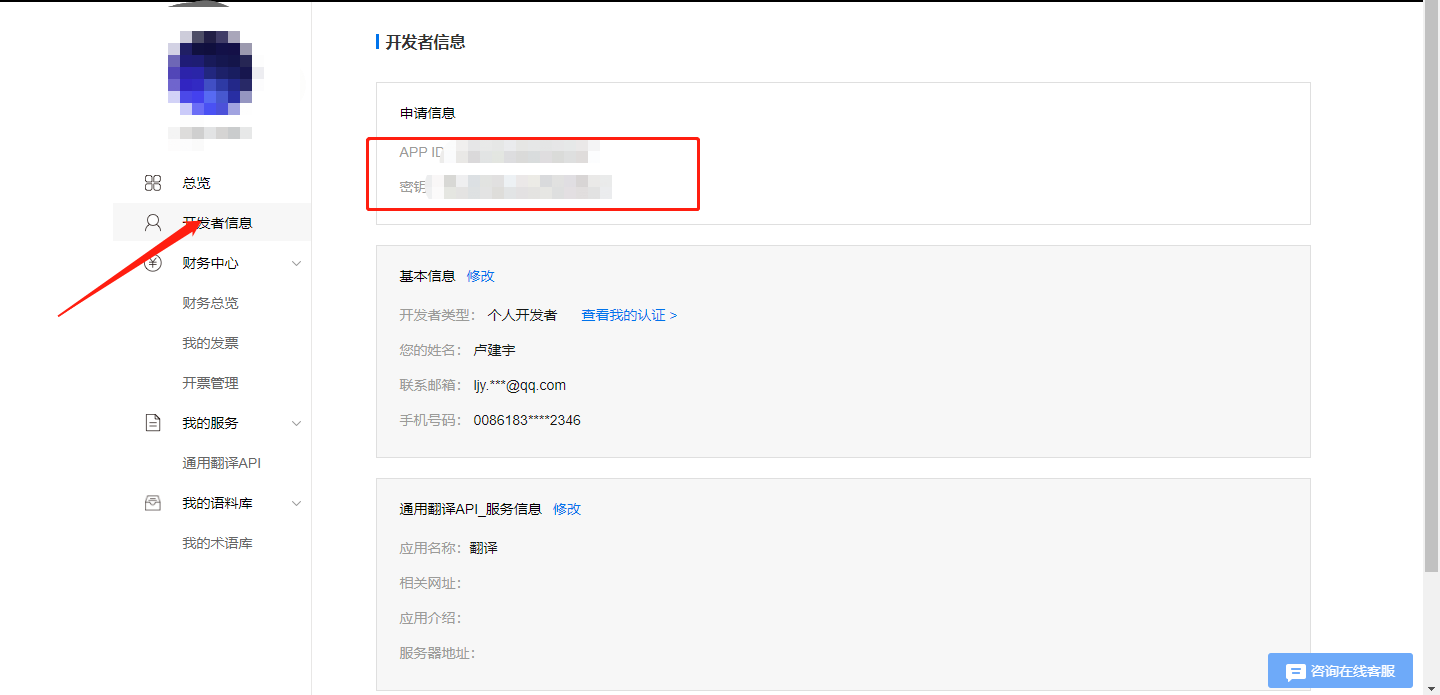 总览
开发者信息
财务中心
财务总览
我的发票
开票管理
我的服务
通用翻译API
我的语料库
我的术语库
开发者信息
申请信息
APP ID
密钥
基本信息 修改
开发者类型： 个人开发者 查看我的认证 >
您的姓名： 卢建宇
联系邮箱： ljy.***@qq.com
手机号码： 0086183****2346
通用翻译API_服务信息 修改
应用名称： 翻译
相关网址：
应用介绍：
服务器地址：
咨询在线客服